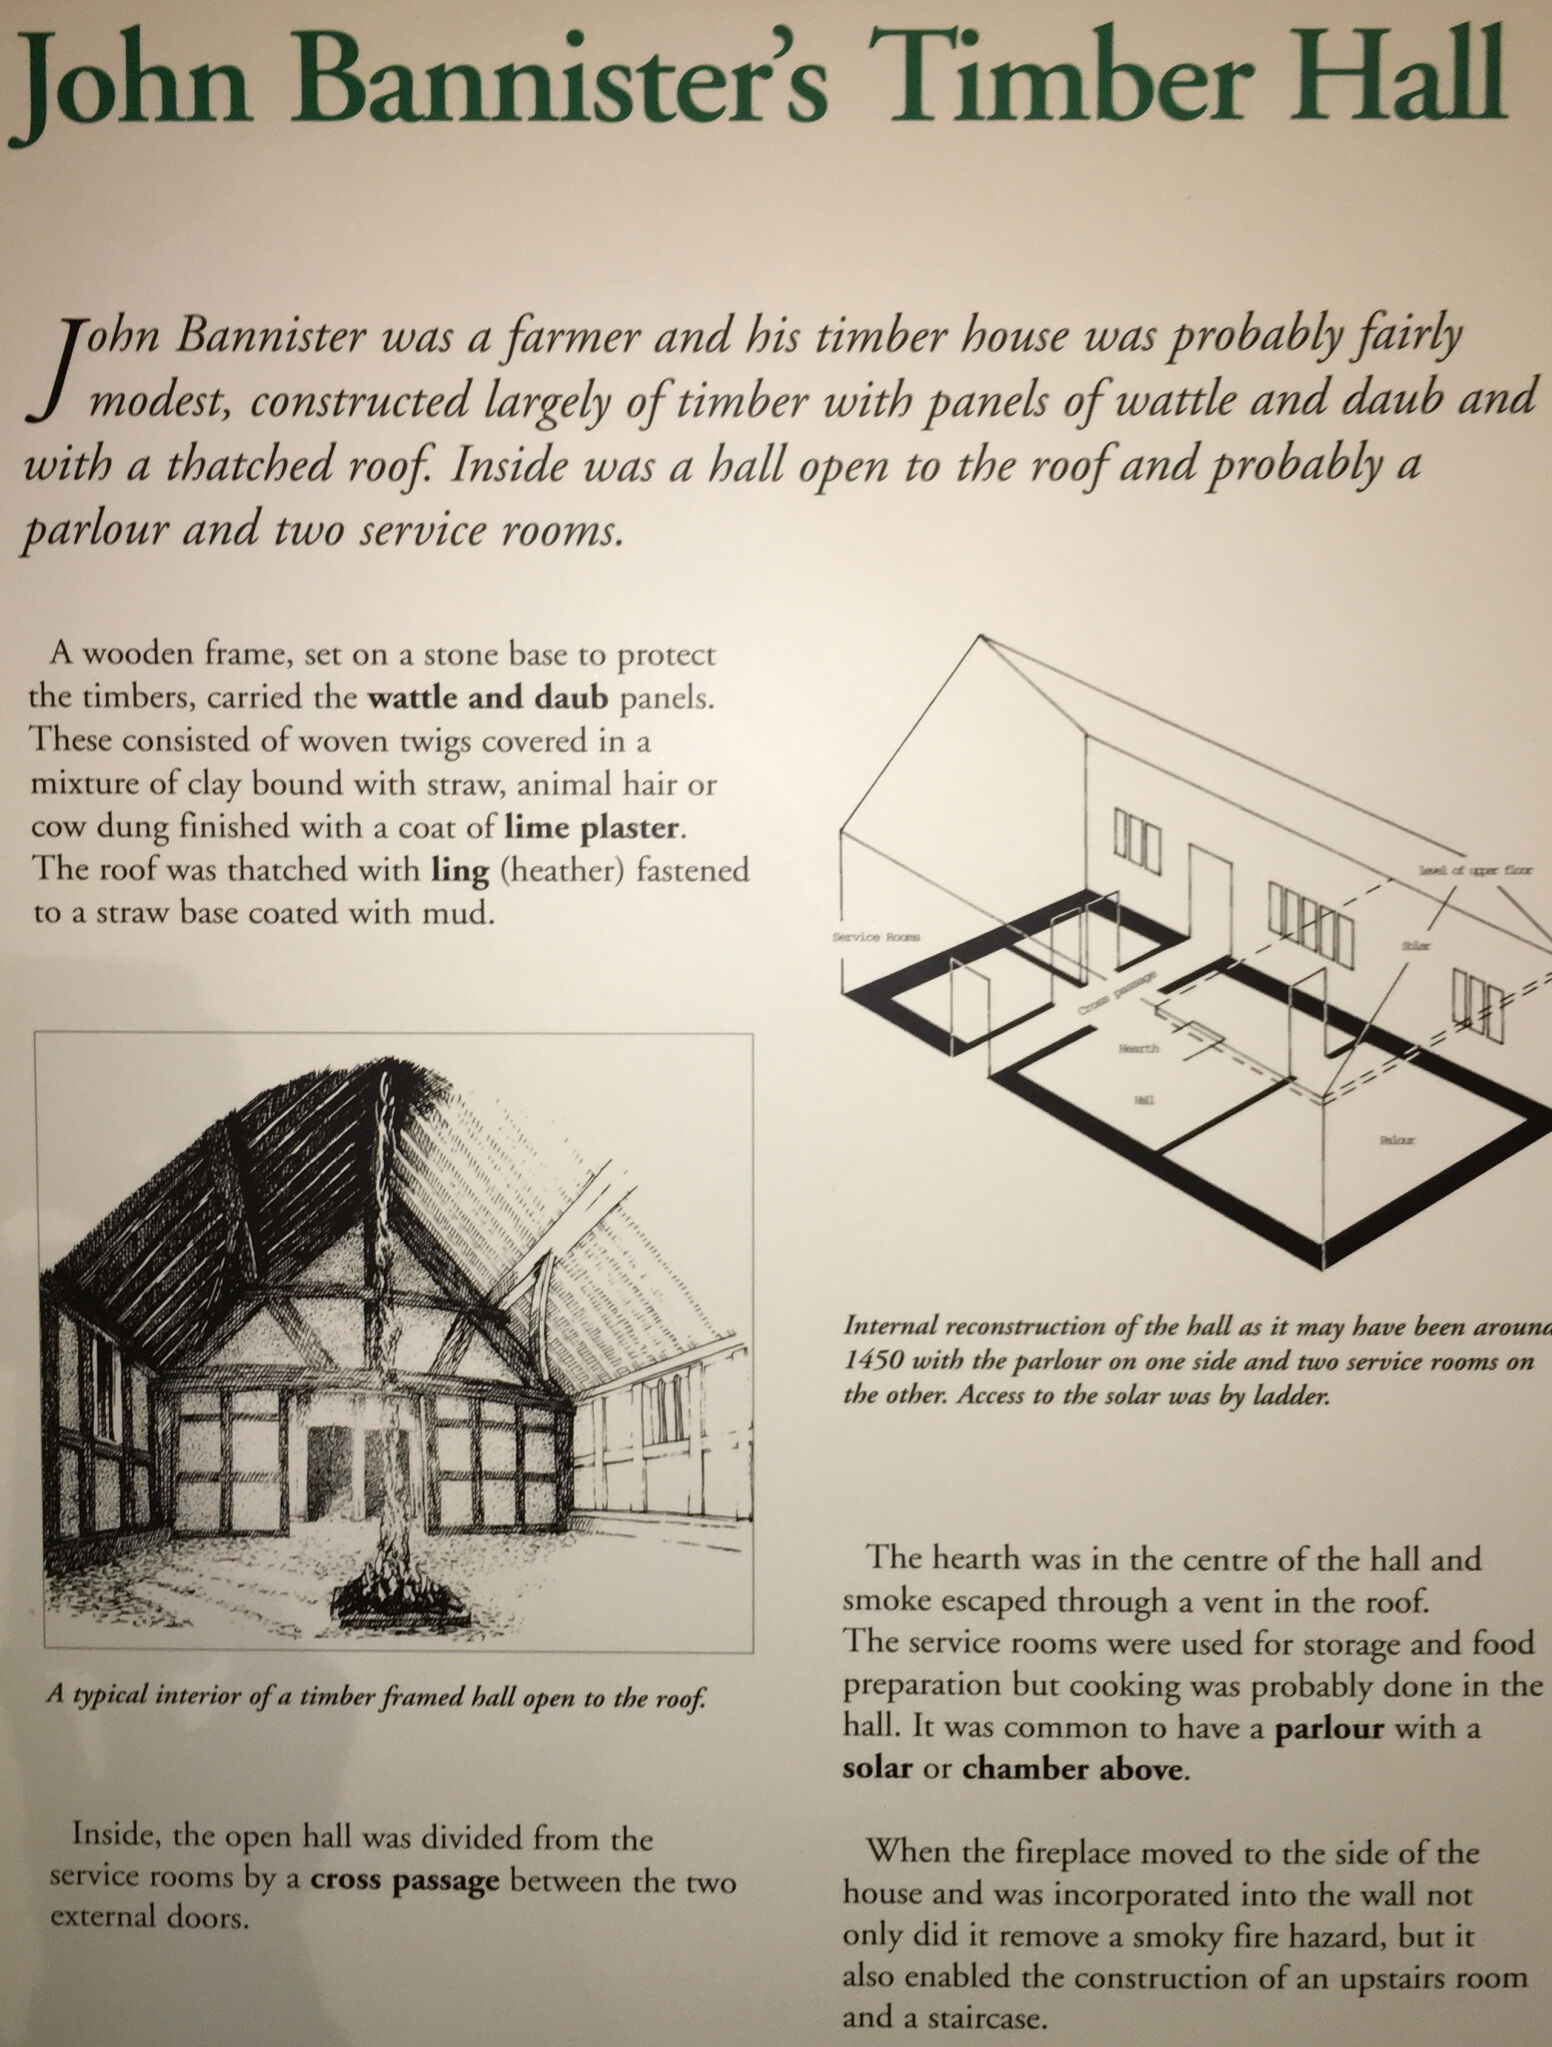 John Bannister's Timber Hall
John Bannister was a farmer and his timber house was probably fairly
modest, constructed largely of timber with panels of wattle and daub and
with a thatched roof. Inside was a hall open to the roof and probably a
parlour and two service rooms.
A wooden frame, set on a stone base to protect
the timbers, carried the wattle and daub panels.
These consisted of woven twigs covered in a
mixture of clay bound with straw, animal hair or
cow dung finished with a coat of lime plaster.
The roof was thatched with ling (heather) fastened
to a straw base coated with mud.
A typical interior of a timber framed hall open to the roof.
Inside, the open hall was divided from the
service rooms by a cross passage between the two
external doors.
level of upper floor
Service Rooms
Solar
Cross passage
Hearth
Hall
Palour
Internal reconstruction of the hall as it may have been around
1450 with the parlour on one side and two service rooms on
the other. Access to the solar was by ladder.
The hearth was in the centre of the hall and
smoke escaped through a vent in the roof.
The service rooms were used for storage and food
preparation but cooking was probably done in the
hall. It was common to have a parlour with a
solar or chamber above.
When the fireplace moved to the side of the
house and was incorporated into the wall not
only did it remove a smoky fire hazard, but it
also enabled the construction of an upstairs room
and a staircase.